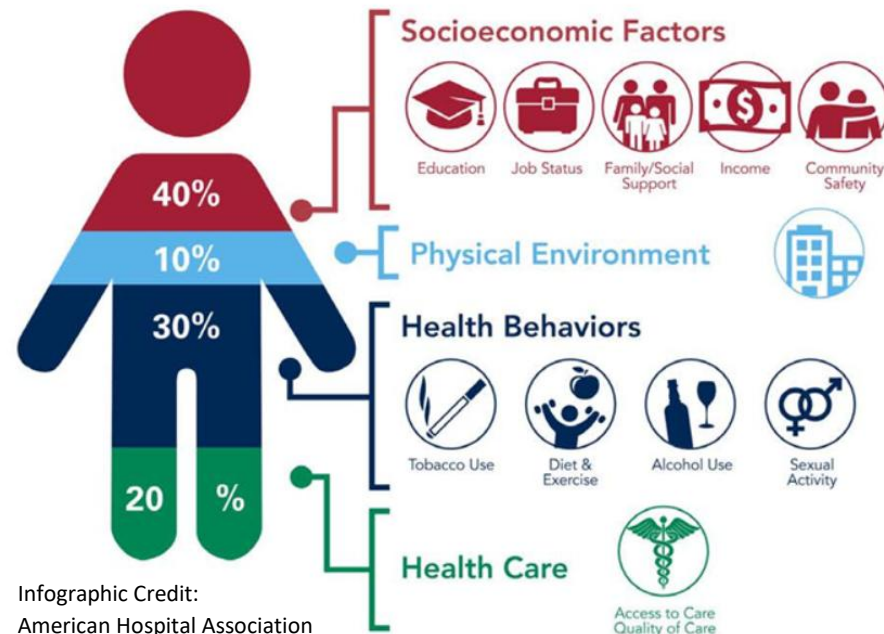 Socioeconomic Factors
Education
Job Status
Family/Social
Support
Income
Community
Safety
40%
10%
Physical Environment
30%
Health Behaviors
Tobacco Use
Diet &
Exercise
Alcohol Use
Sexual
Activity
20 %
Health Care
Access to Care
Quality of Care
Infographic Credit:
American Hospital Association